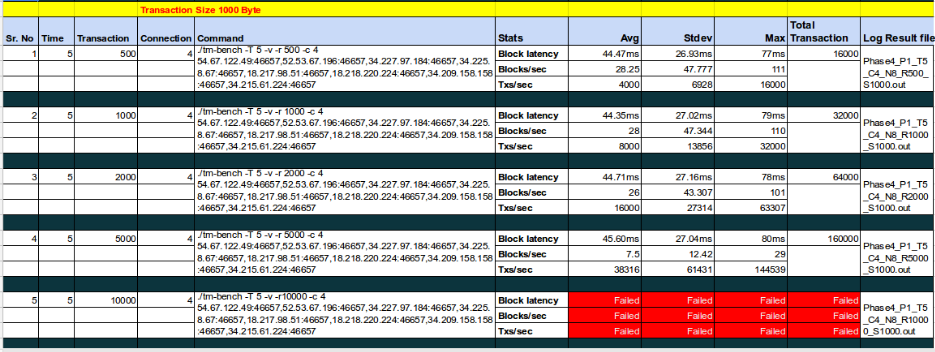 Transaction Size 1000 Byte
Total
Sr. No Time Transaction Connection Command Stats Avg Stdev Max Transaction Log Result file
1 5 500 4 ./tm-bench -T 5 -v -r 500 -c 4 Block latency 44.47ms 26.93ms 77ms 16000
54.67.122.49:46657,52.53.67.196:46657,34.227.97.184:46657,34.225. Phase4_P1_T5
8.67:46657,18.217.98.51:46657,18.218.220.224:46657,34.209.158.158 Blocks/sec 28.25 47.777 111 _C4_N8_R500_
:46657,34.215.61.224:46657 Txs/sec 4000 6928 16000 S1000.out
2 5 1000 4 ./tm-bench -T 5 -v -r 1000 -c 4 Block latency 44.35ms 27.02ms 79ms 32000
54.67.122.49:46657,52.53.67.196:46657,34.227.97.184:46657,34.225. Phase4_P1_T5
8.67:46657,18.217.98.51:46657,18.218.220.224:46657,34.209.158.158 Blocks/sec 28 47.344 110 _C4_N8_R1000
:46657,34.215.61.224:46657 Txs/sec 8000 13856 32000 _S1000.out
3 5 2000 4 ./tm-bench -T 5 -v -r 2000 -c 4 Block latency 44.71ms 27.16ms 78ms 64000
54.67.122.49:46657,52.53.67.196:46657,34.227.97.184:46657,34.225. Phase4_P1_T5
8.67:46657,18.217.98.51:46657,18.218.220.224:46657,34.209.158.158 Blocks/sec 26 43.307 101 _C4_N8_R2000
:46657,34.215.61.224:46657 Txs/sec 16000 27314 63307 _S1000.out
4 5 5000 4 ./tm-bench -T 5 -v -r 5000 -c 4 Block latency 45.60ms 27.04ms 80ms 160000
54.67.122.49:46657,52.53.67.196:46657,34.227.97.184:46657,34.225. Phase4_P1_T5
8.67:46657,18.217.98.51:46657,18.218.220.224:46657,34.209.158.158 Blocks/sec 7.5 12.42 29 _C4_N8_R5000
:46657,34.215.61.224:46657 Txs/sec 38316 61431 144539 _S1000.out
5 5 10000 4 ./tm-bench -T 5 -v -r10000 -c 4 Block latency Failed Failed Failed Failed
54.67.122.49:46657,52.53.67.196:46657,34.227.97.184:46657,34.225. Phase4_P1_T5
8.67:46657,18.217.98.51:46657,18.218.220.224:46657,34.209.158.158 Blocks/sec Failed Failed Failed Failed _C4_N8_R1000
:46657,34.215.61.224:46657 Txs/sec Failed Failed Failed Failed 0_S1000.out